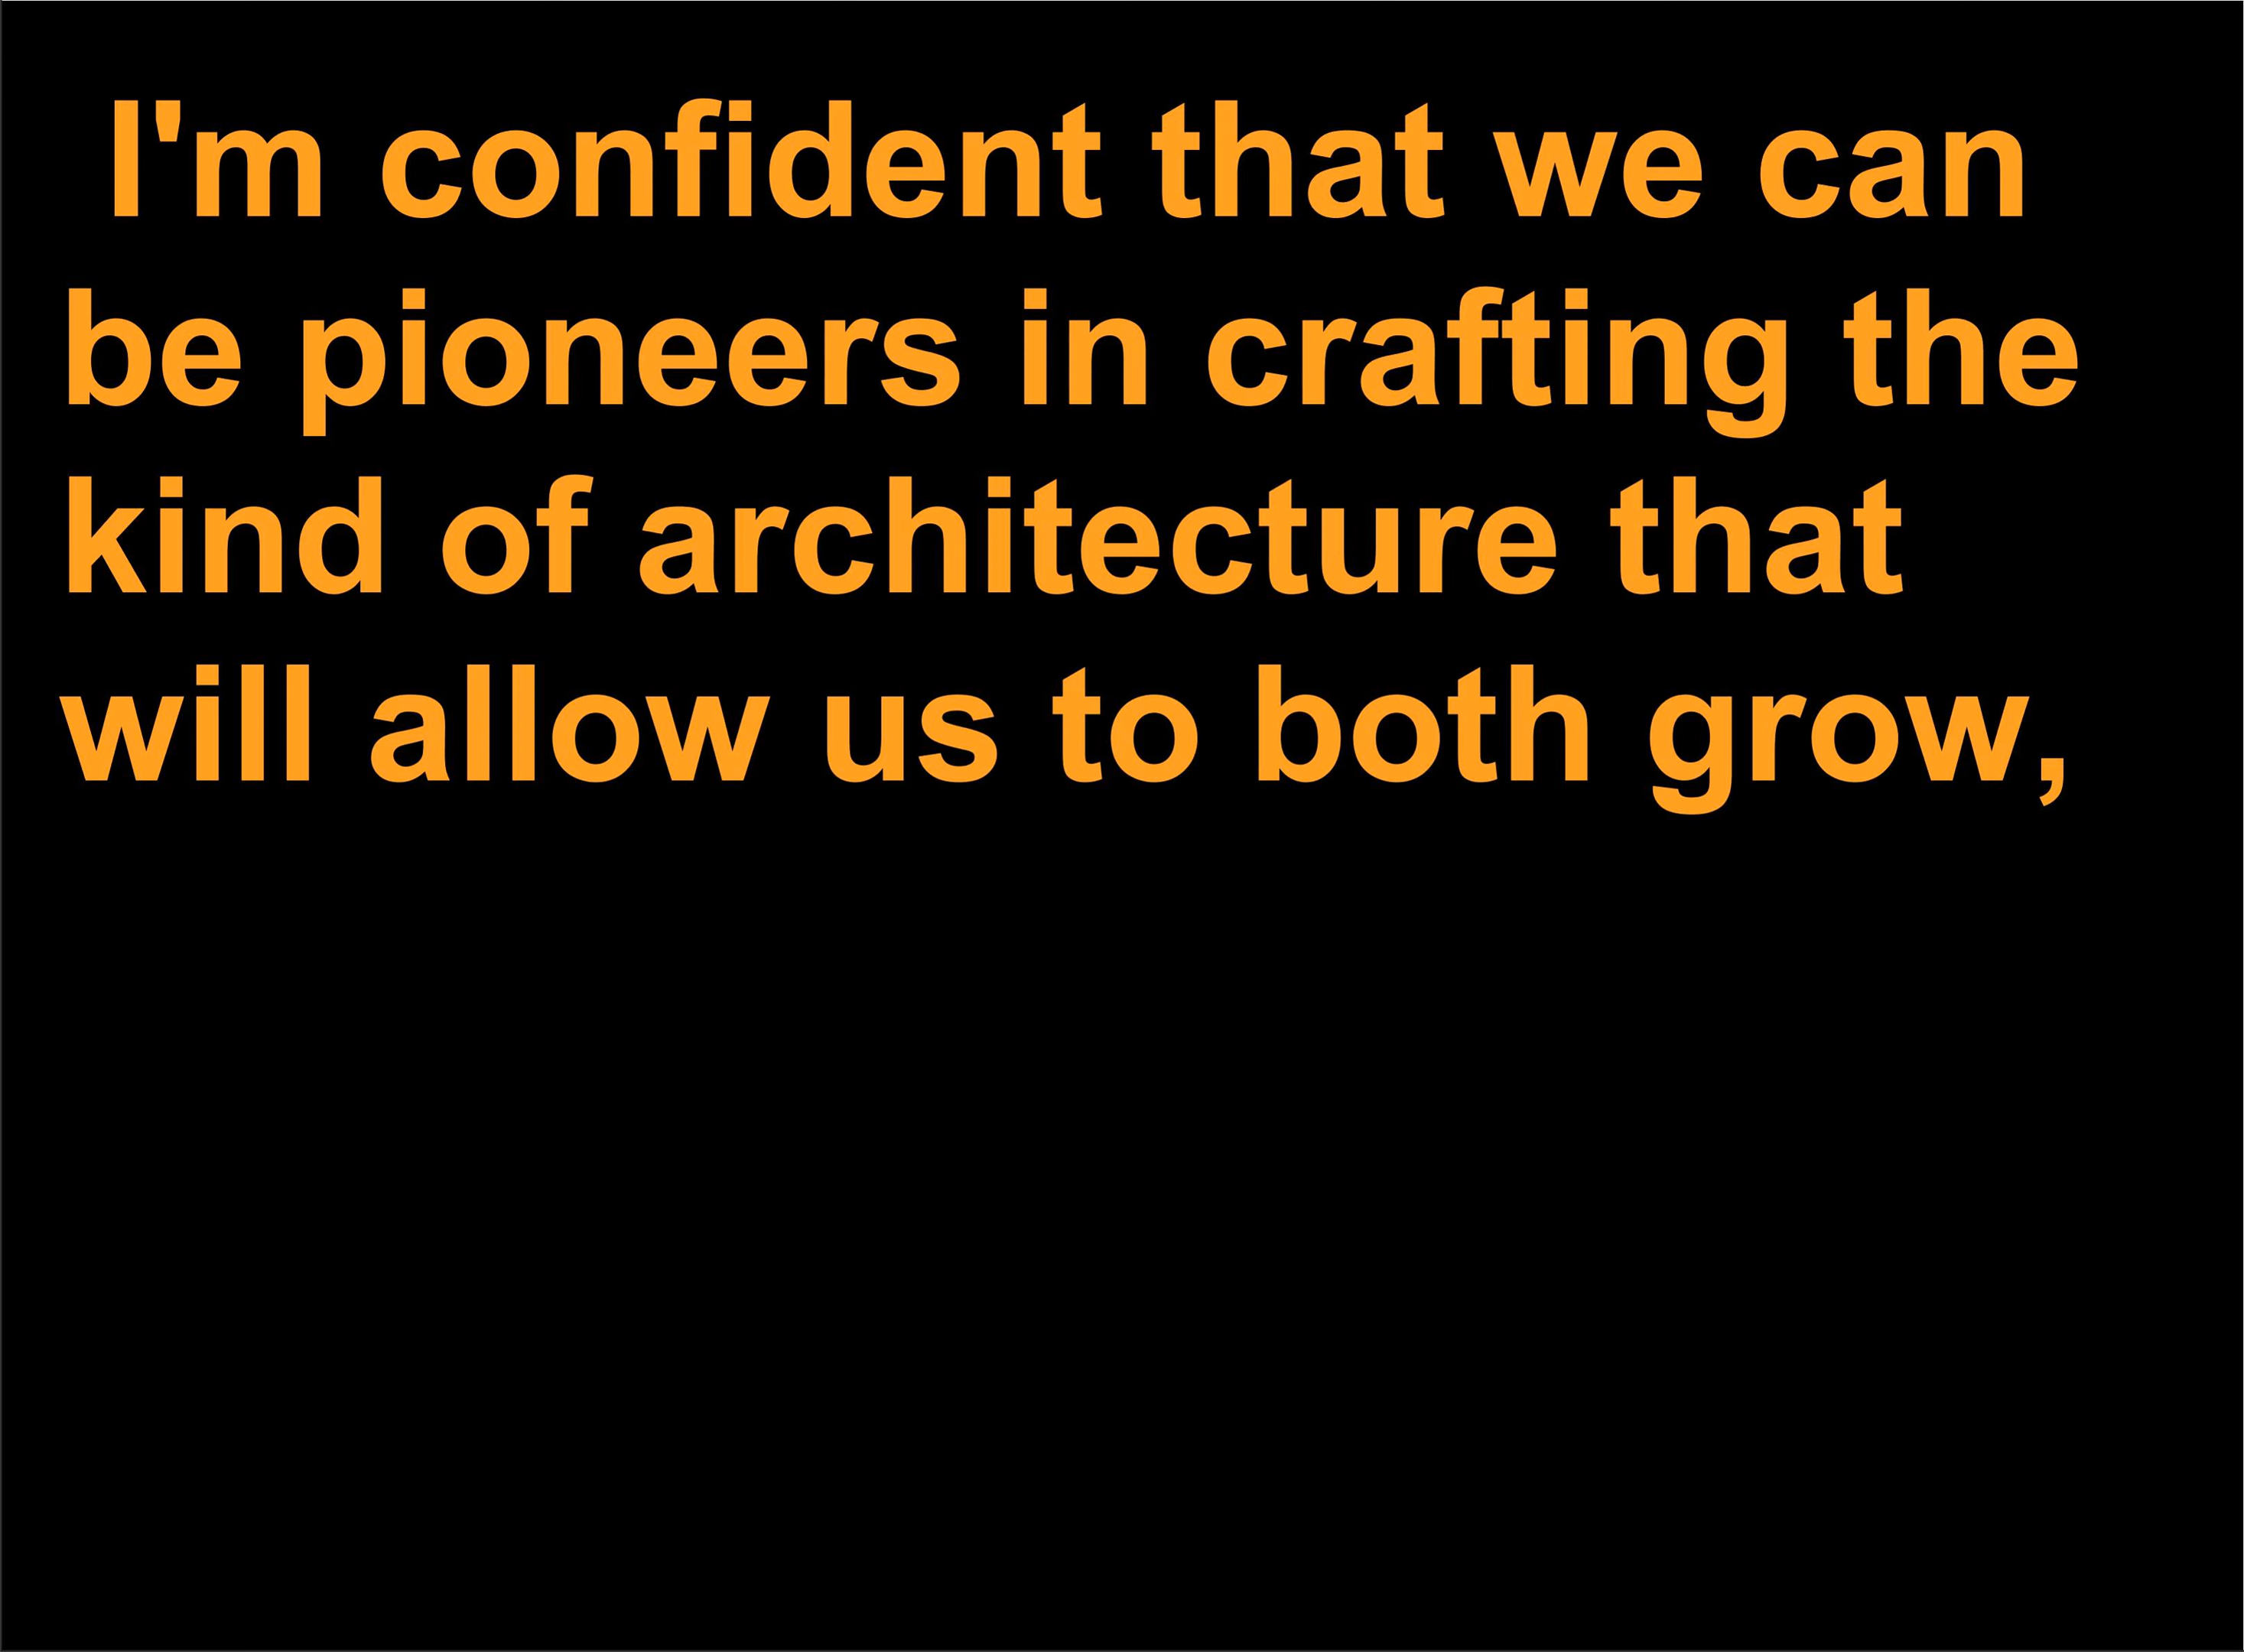 I'm confident that we can
be pioneers in crafting the
kind of architecture that
will allow us to both grow,